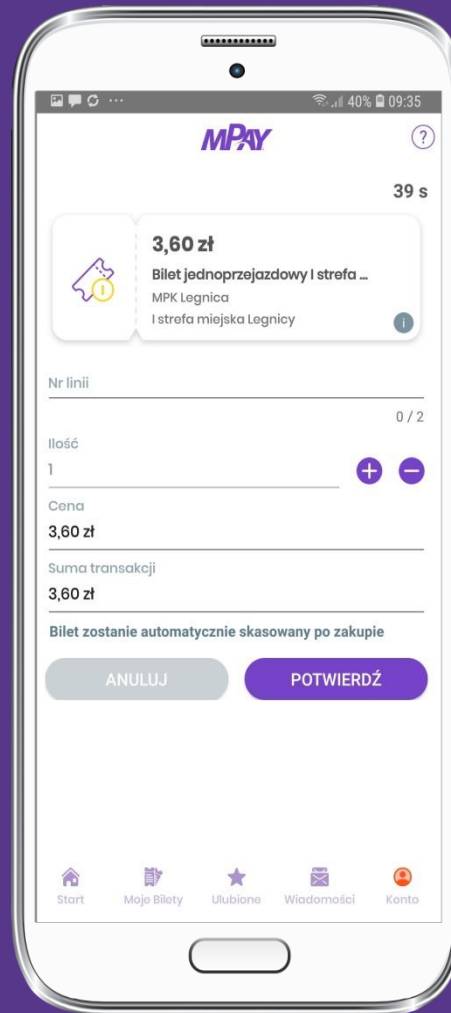 40% 09:35
mPAY
?
39 s
3,60 zł
Bilet jednoprzejazdowy I strefa ...
MPK Legnica
I strefa miejska Legnicy
i
Nr linii
0 / 2
Ilość
1
Cena
3,60 zł
Suma transakcji
3,60 zł
Bilet zostanie automatycznie skasowany po zakupie
ANULUJ POTWIERDŹ
Start Moje Bilety Ulubione Wiadomości Konto